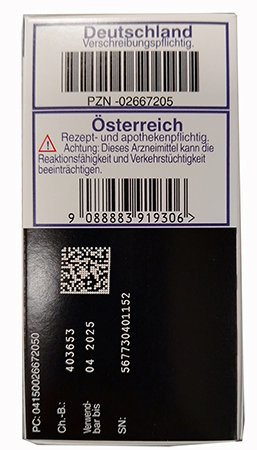 Deutschland
Verschreibungspflichtig.
PZN -02667205
Österreich
Rezept- und apothekenpflichtig.
Achtung: Dieses Arzneimittel kann die
Reaktionsfähigkeit und Verkehrstüchtigkeit
beeinträchtigen.
9 088883 919306>
PC: 04150026672050
Ch.-B.: 403653
Verwend-
bar bis 04 2025
SN: 567730401152